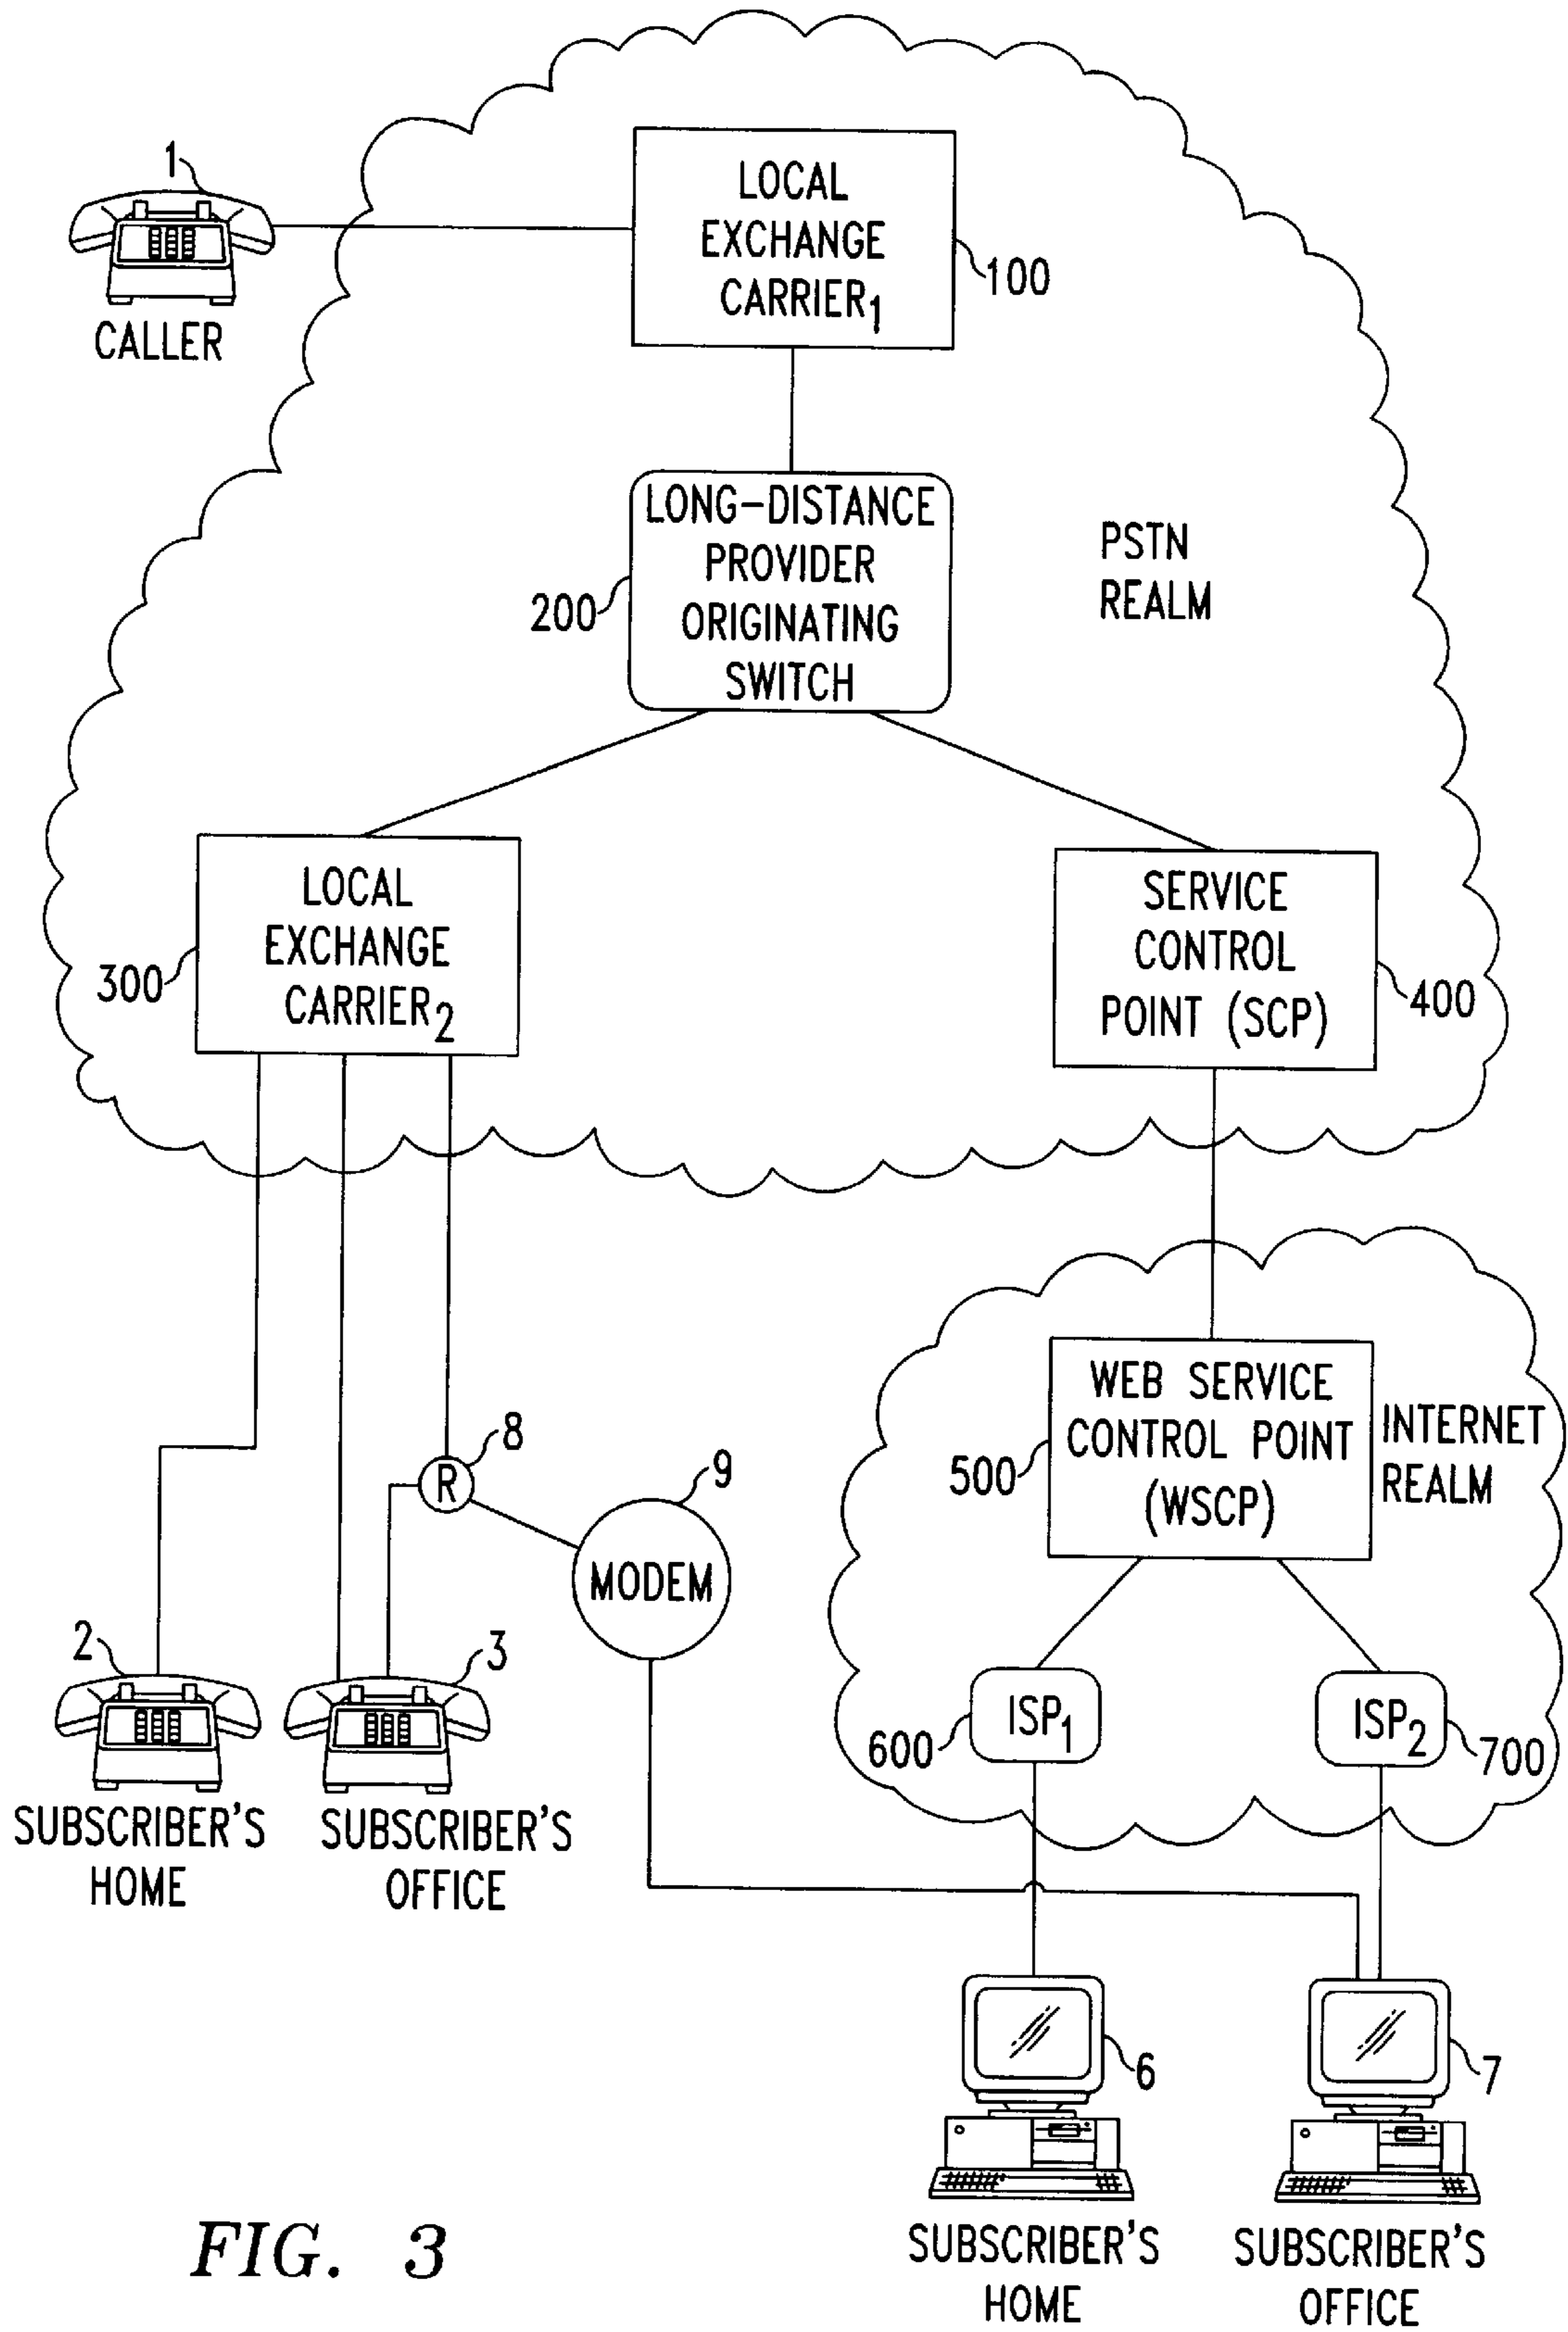 1
CALLER
LOCAL
EXCHANGE
CARRIER1
100
LONG-DISTANCE
PROVIDER
ORIGINATING
SWITCH
200
PSTN
REALM
LOCAL
EXCHANGE
CARRIER2
300
SERVICE
CONTROL
POINT (SCP)
400
WEB SERVICE
CONTROL POINT
(WSCP)
500
INTERNET
REALM
R
8
MODEM
9
2
SUBSCRIBER'S
HOME
3
SUBSCRIBER'S
OFFICE
ISP1
600
ISP2
700
6
SUBSCRIBER'S
HOME
7
SUBSCRIBER'S
OFFICE
FIG. 3